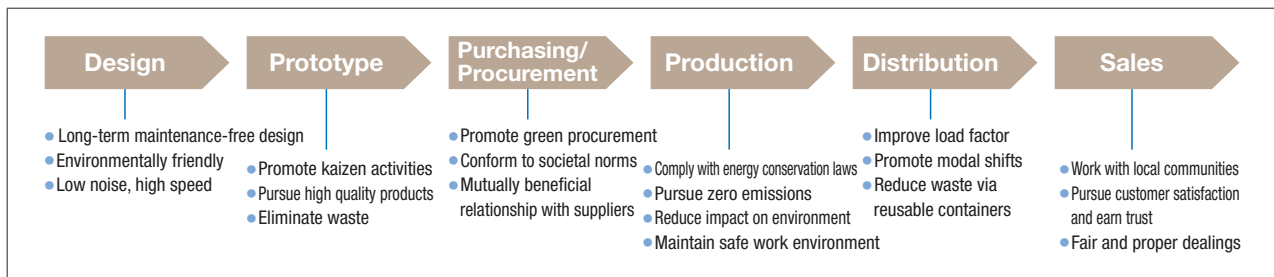 Design
● Long-term maintenance-free design
● Environmentally friendly
● Low noise, high speed
Prototype
● Promote kaizen activities
● Pursue high quality products
● Eliminate waste
Purchasing/
Procurement
● Promote green procurement
● Conform to societal norms
● Mutually beneficial
relationship with suppliers
Production
● Comply with energy conservation laws
● Pursue zero emissions
● Reduce impact on environment
● Maintain safe work environment
Distribution
● Improve load factor
● Promote modal shifts
● Reduce waste via
reusable containers
Sales
● Work with local communities
● Pursue customer satisfaction
and earn trust
● Fair and proper dealings